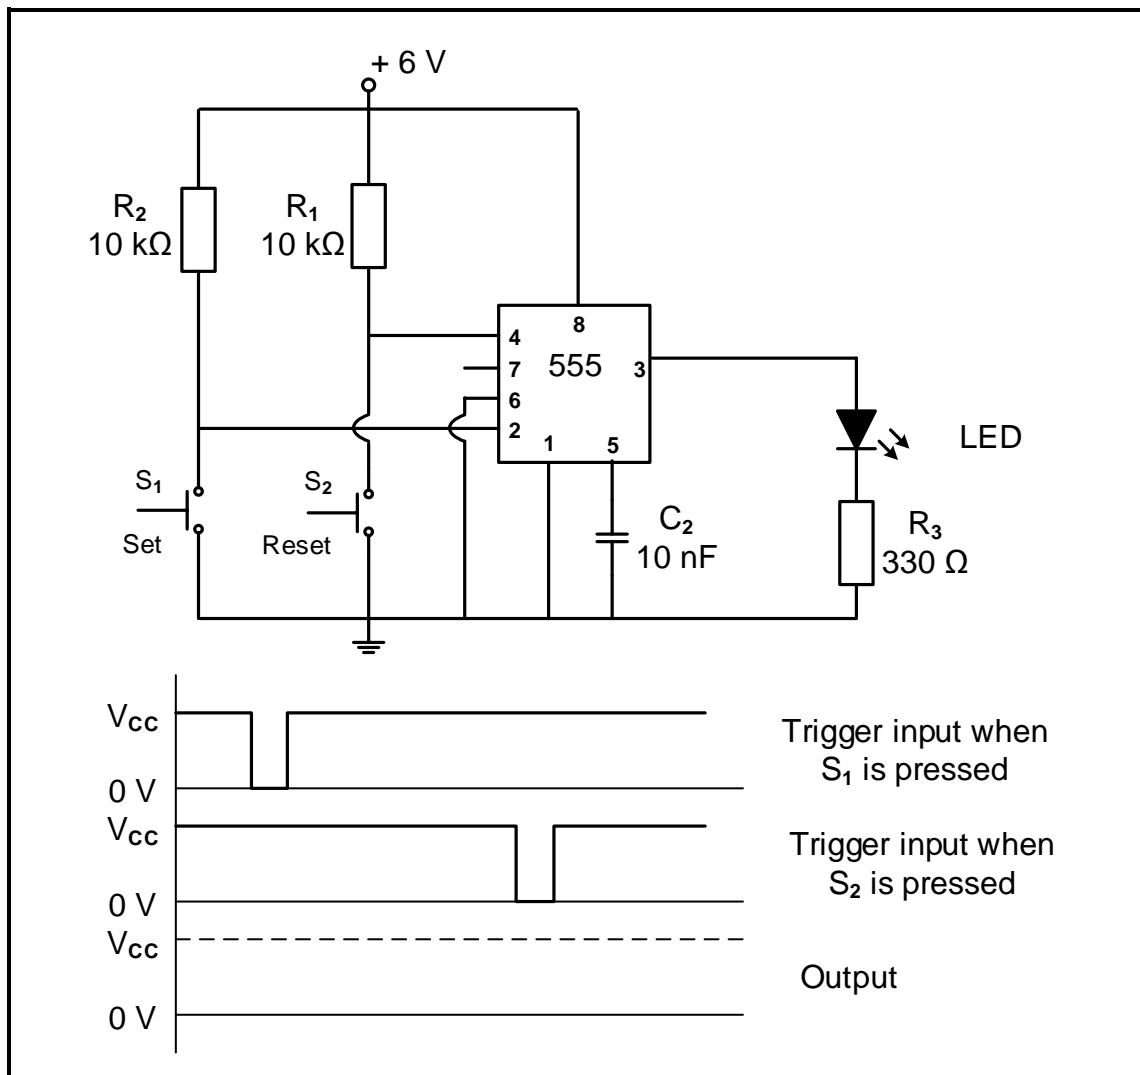 + 6 V
R2
10 kΩ
R1
10 kΩ
8
4
555
7
3
6
2
1
5
LED
S1
S2
Set
Reset
C2
10 nF
R3
330 Ω
VCC
Trigger input when
S1 is pressed
0 V
VCC
Trigger input when
S2 is pressed
0 V
VCC
Output
0 V